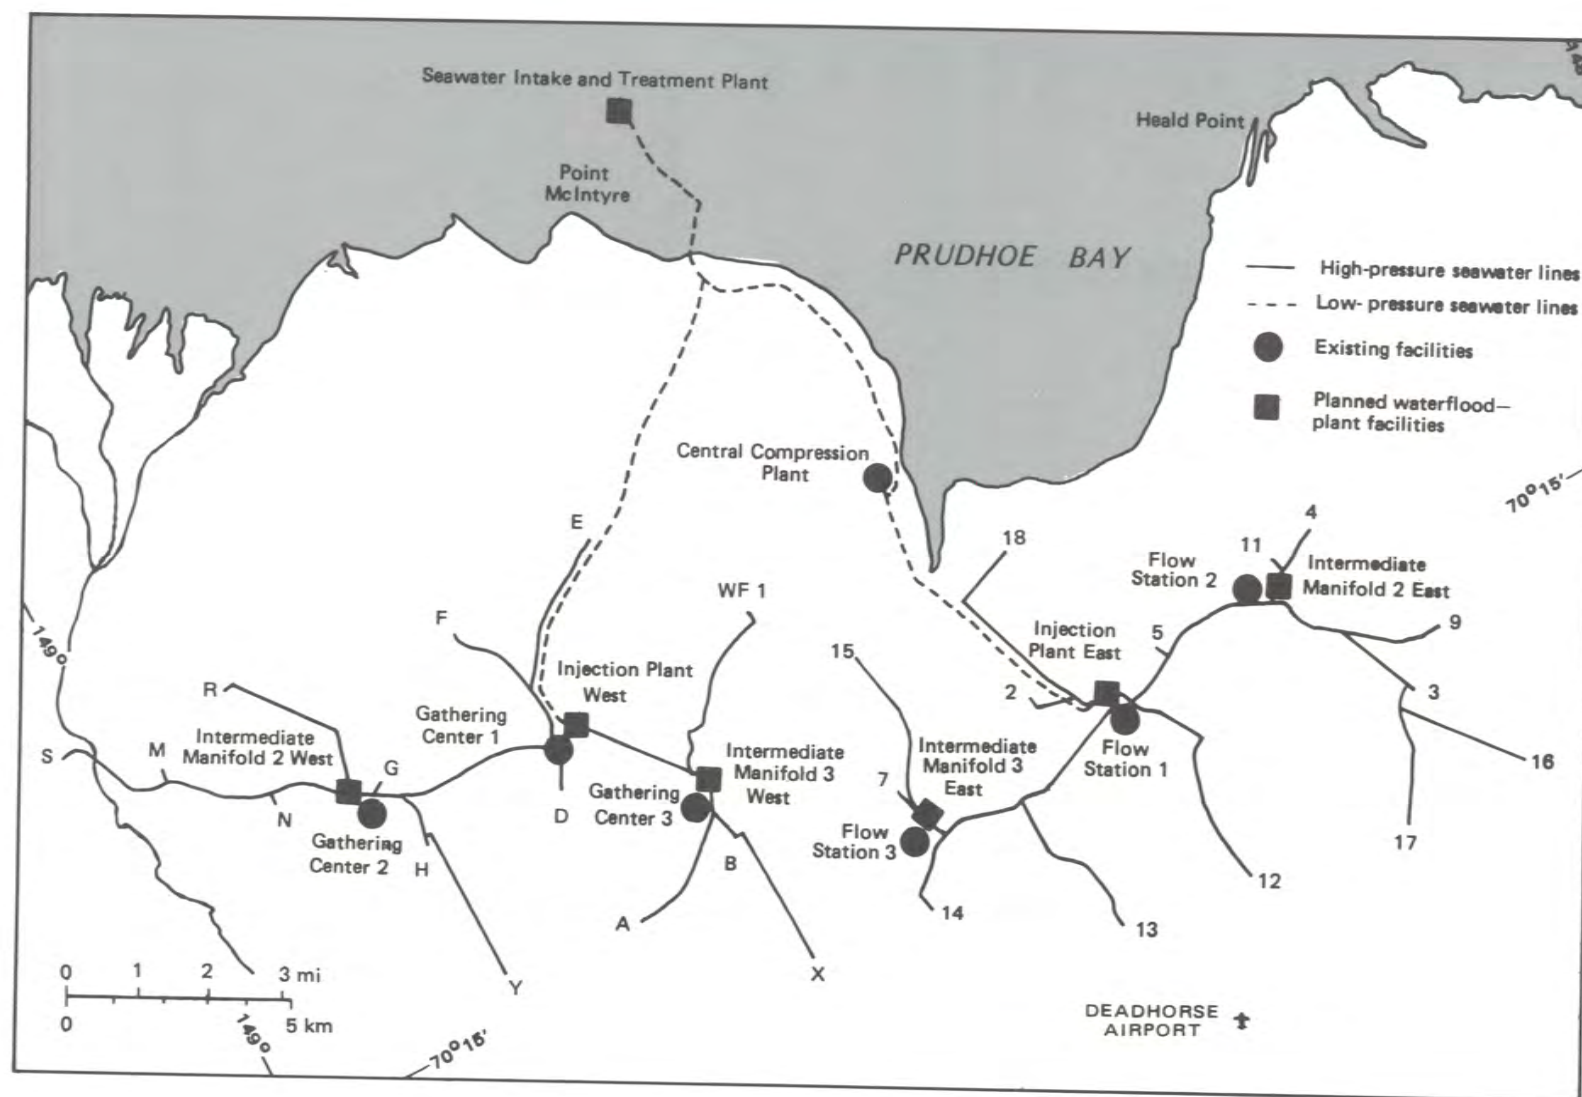 Seawater Intake and Treatment Plant
Heald Point
Point
McIntyre
PRUDHOE BAY
High-pressure seawater lines
Low-pressure seawater lines
Existing facilities
Planned waterflood—
plant facilities
Central Compression
Plant
70°15'
E
18
4
11
Flow
Station 2
Intermediate
Manifold 2 East
WF 1
F
149°
5
9
Injection
Plant East
15
Injection Plant
West
R
2
3
Gathering
Center 1
Intermediate
Manifold 2 West
S
M
G
Intermediate
Manifold 3
West
Intermediate
Manifold 3
East
Flow
Station 1
16
7
Gathering
Center 3
N
D
Flow
Station 3
Gathering
Center 2
H
B
17
12
A
14
13
X
Y
0 1 2 3 mi
0 5 km
149°
70°15'
DEADHORSE
AIRPORT